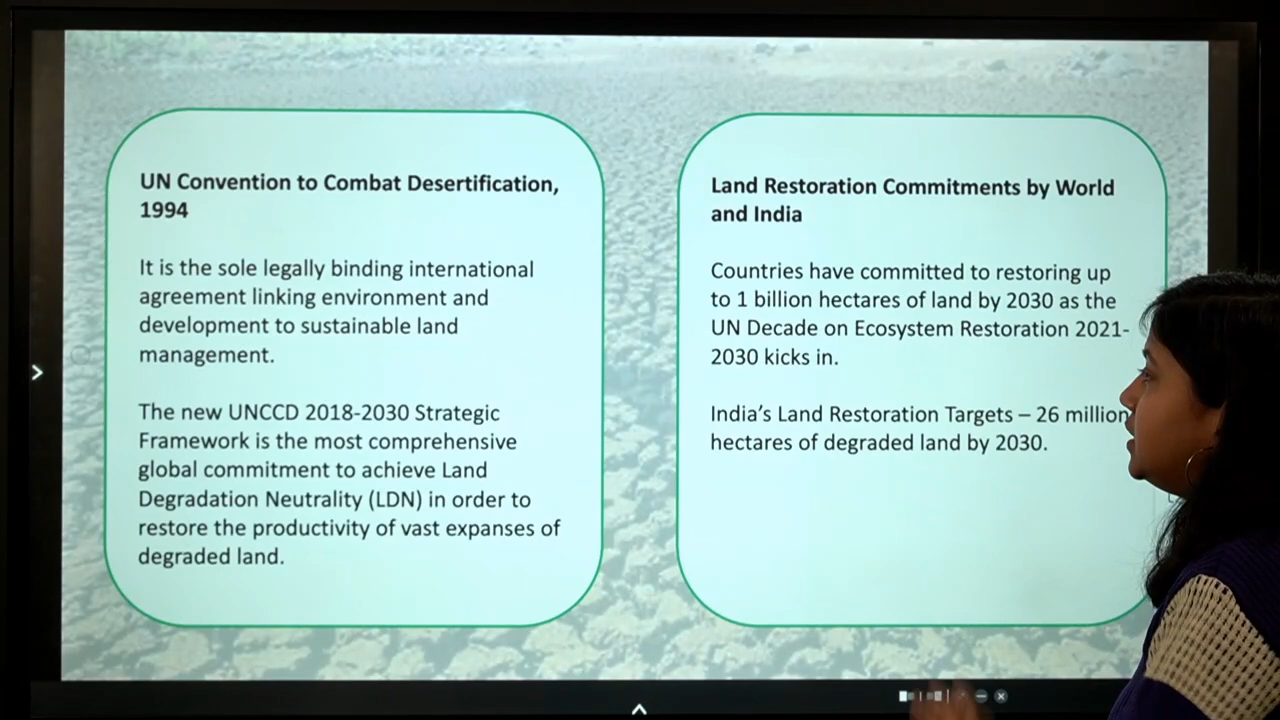 UN Convention to Combat Desertification,
1994
It is the sole legally binding international
agreement linking environment and
development to sustainable land
management.
The new UNCCD 2018-2030 Strategic
Framework is the most comprehensive
global commitment to achieve Land
Degradation Neutrality (LDN) in order to
restore the productivity of vast expanses of
degraded land.
Land Restoration Commitments by World
and India
Countries have committed to restoring up
to 1 billion hectares of land by 2030 as the
UN Decade on Ecosystem Restoration 2021-
2030 kicks in.
India’s Land Restoration Targets – 26 million
hectares of degraded land by 2030.